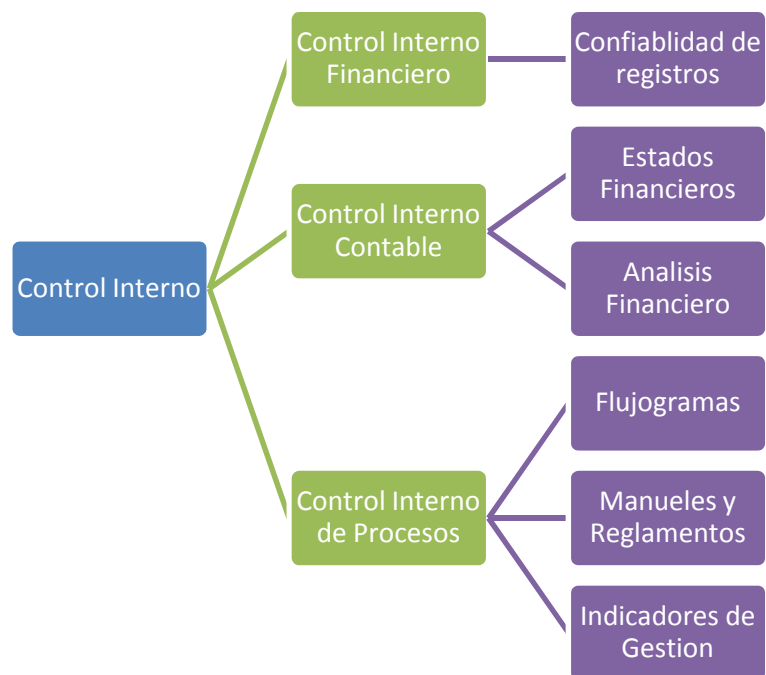 Control Interno
Control Interno
Financiero
Confiablidad de
registros
Control Interno
Contable
Estados
Financieros
Analisis
Financiero
Control Interno
de Procesos
Flujogramas
Manueles y
Reglamentos
Indicadores de
Gestion